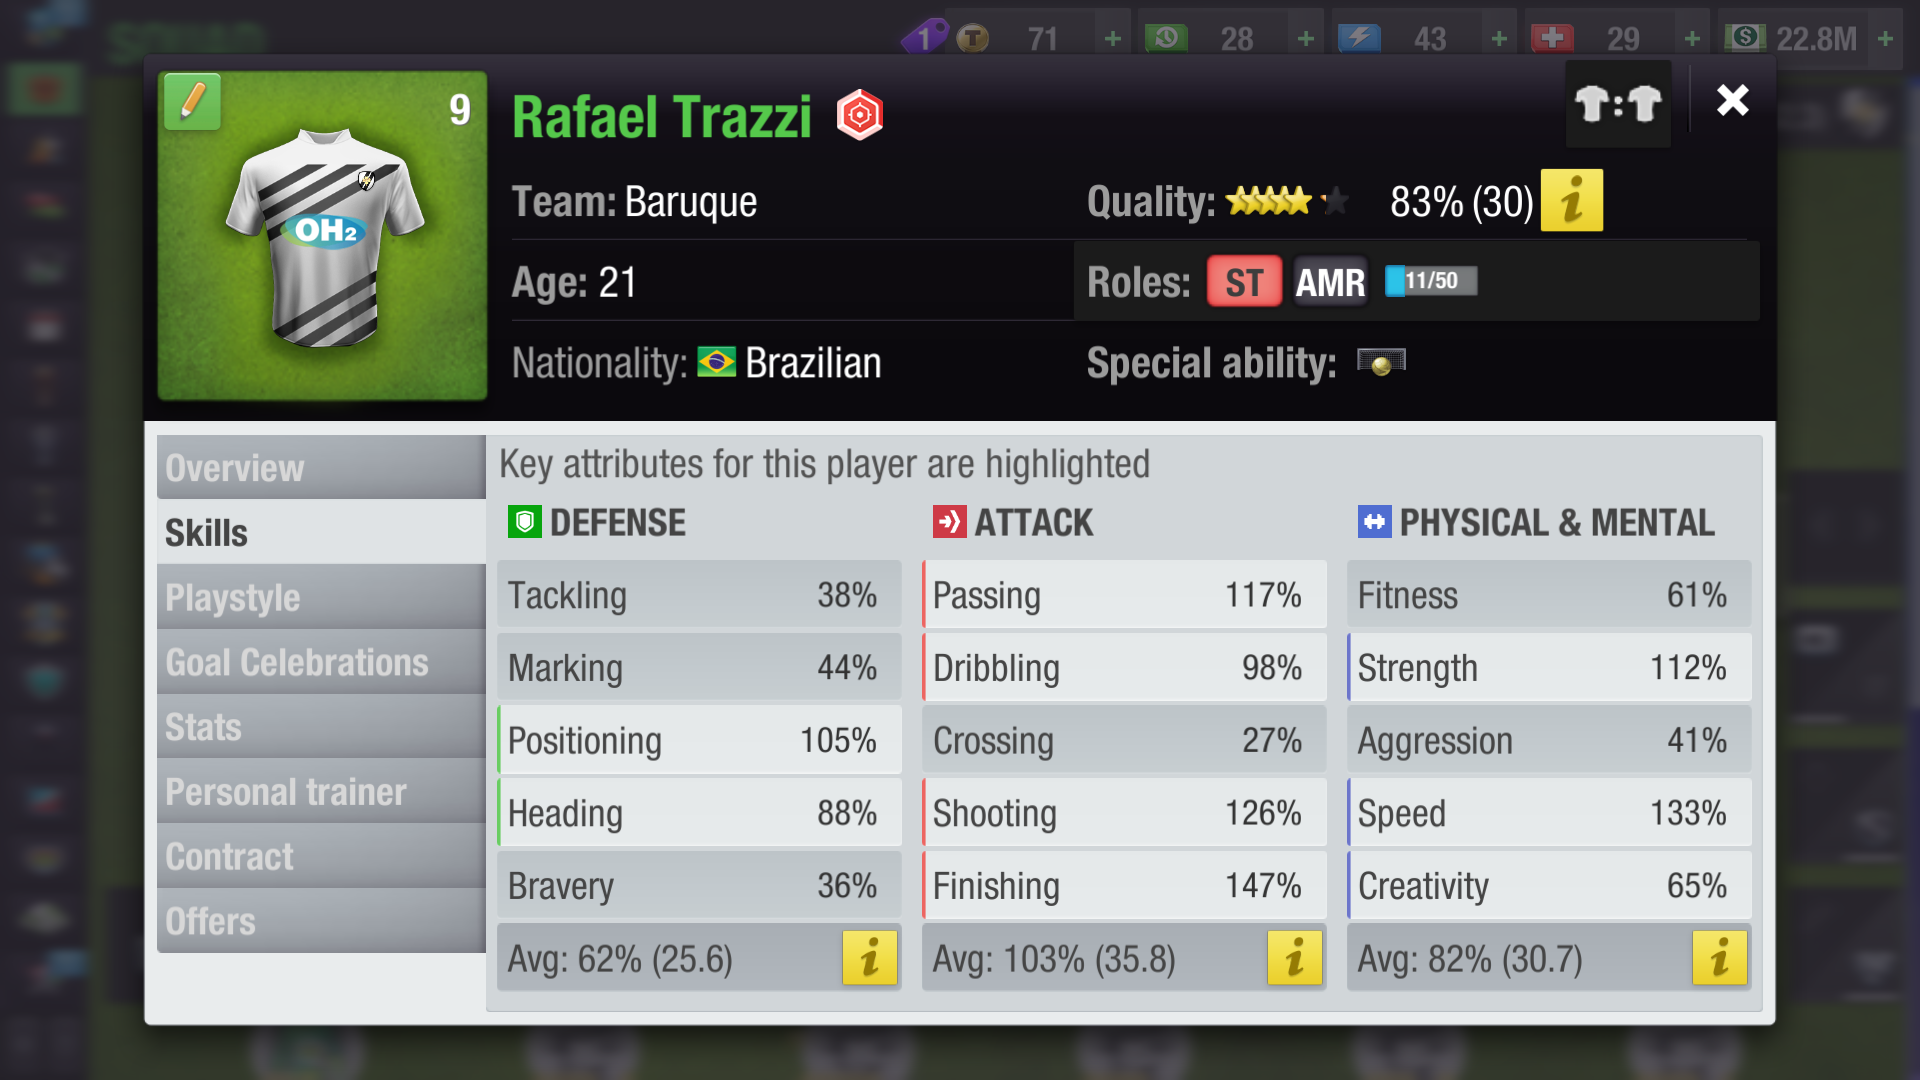 SQUAD
1 T 71 + 28 + 43 + 29 + $ 22.8M +
9
OH2
Rafael Trazzi
Team: Baruque
Quality: 83% (30) i
Age: 21
Roles: ST AMR 11/50
Nationality: Brazilian
Special ability:
Overview
Skills
Playstyle
Goal Celebrations
Stats
Personal trainer
Contract
Offers
Key attributes for this player are highlighted
DEFENSE
Tackling 38%
Marking 44%
Positioning 105%
Heading 88%
Bravery 36%
Avg: 62% (25.6) i
ATTACK
Passing 117%
Dribbling 98%
Crossing 27%
Shooting 126%
Finishing 147%
Avg: 103% (35.8) i
PHYSICAL & MENTAL
Fitness 61%
Strength 112%
Aggression 41%
Speed 133%
Creativity 65%
Avg: 82% (30.7) i